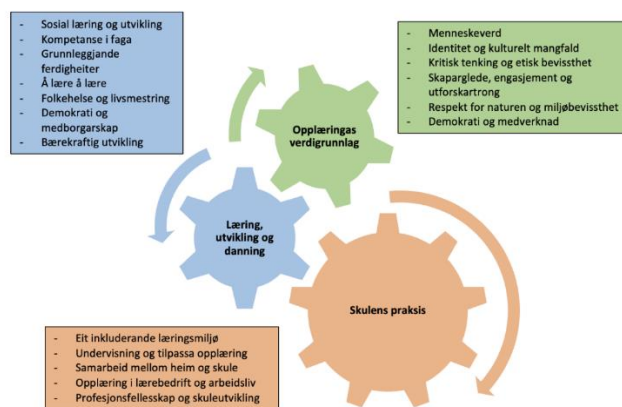 - Sosial læring og utvikling
- Kompetanse i faga
- Grunnleggjande
ferdigheiter
- Å lære å lære
- Folkehelse og livsmestring
- Demokrati og
medborgarskap
- Bærekraftig utvikling
- Menneskeverd
- Identitet og kulturelt mangfald
- Kritisk tenking og etisk bevissthet
- Skaparglede, engasjement og
utforskartrong
- Respekt for naturen og miljøbevissthet
- Demokrati og medverknad
Opplæringas
verdigrunnlag
Læring,
utvikling og
danning
Skulens praksis
- Eit inkluderande læringsmiljø
- Undervisning og tilpassa opplæring
- Samarbeid mellom heim og skule
- Opplæring i lærebedrift og arbeidsliv
- Profesjonsfellesskap og skuleutvikling